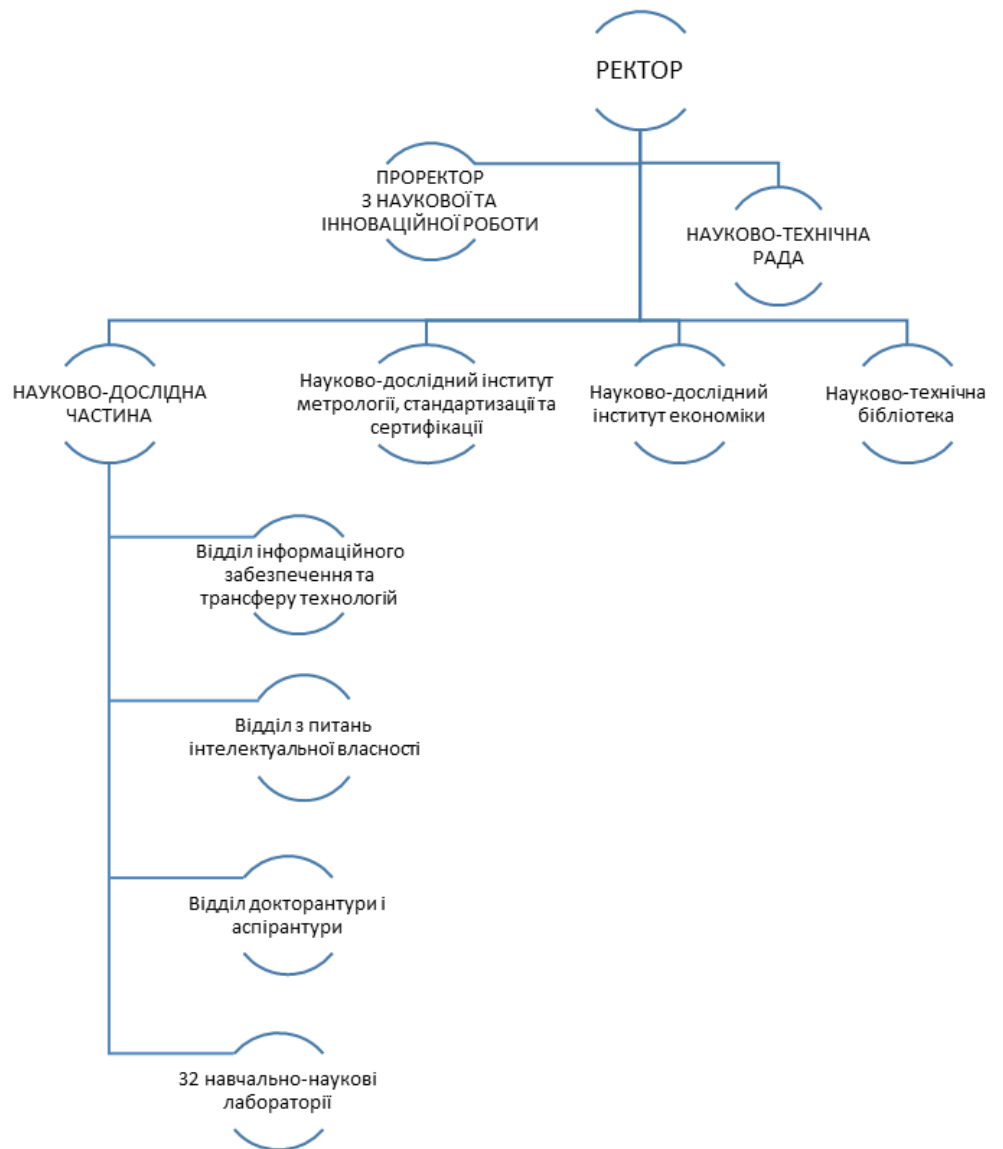 РЕКТОР
ПРОРЕКТОР
З НАУКОВОЇ ТА
ІННОВАЦІЙНОЇ РОБОТИ
НАУКОВО-ТЕХНІЧНА
РАДА
НАУКОВО-ДОСЛІДНА
ЧАСТИНА
Науково-дослідний інститут
метрології, стандартизації та
сертифікації
Науково-дослідний
інститут економіки
Науково-технічна
бібліотека
Відділ інформаційного
забезпечення та
трансферу технологій
Відділ з питань
інтелектуальної власності
Відділ докторантури і
аспірантури
32 навчально-наукові
лабораторії